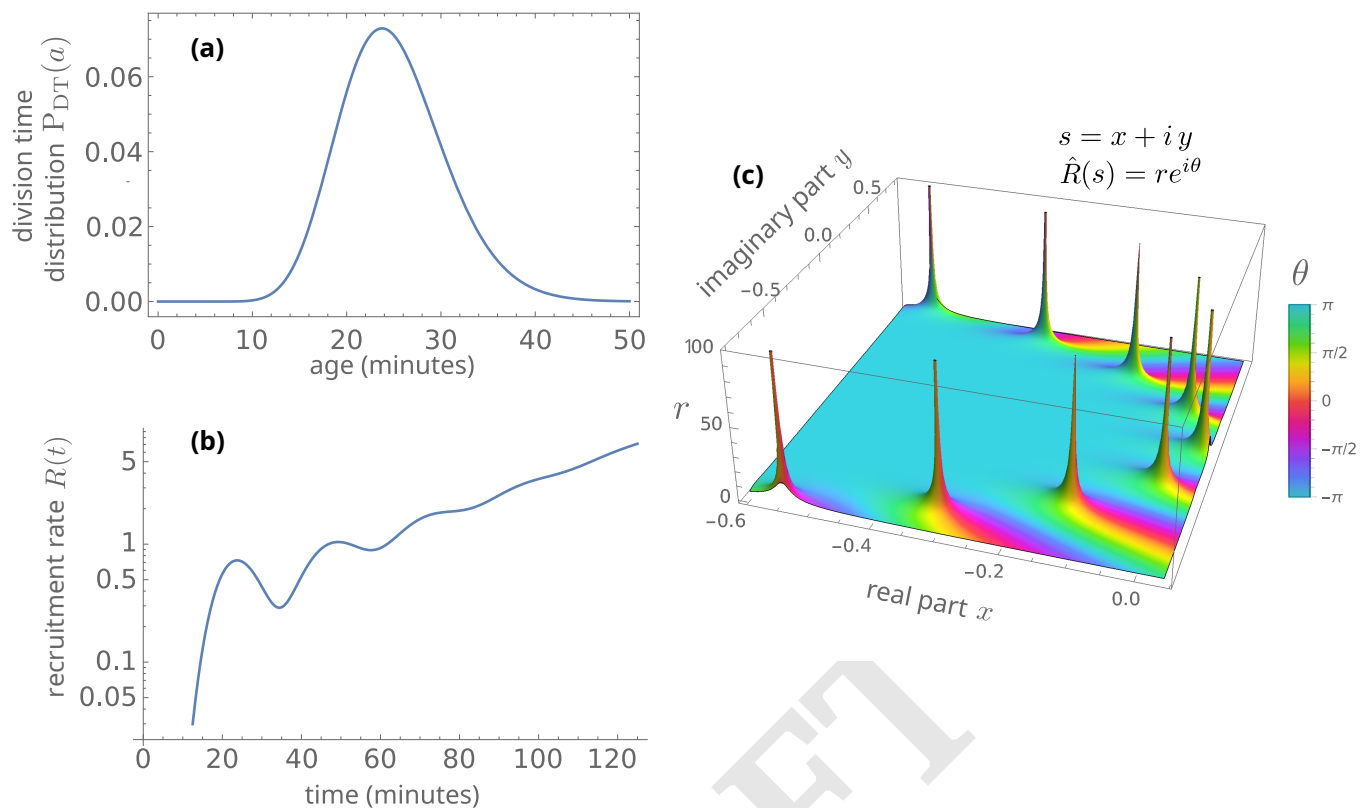 (a)
division time
distribution P_DT(a)
0.06
0.04
0.02
0.00
0 10 20 30 40 50
age (minutes)
(b)
recruitment rate R(t)
5
1
0.5
0.1
0.05
0 20 40 60 80 100 120
time (minutes)
s = x + i y
R̂(s) = re^{iθ}
(c)
imaginary part y
0.5
0.0
−0.5
r
100
50
0
−0.6
−0.4
−0.2
0.0
real part x
θ
π
π/2
0
−π/2
−π